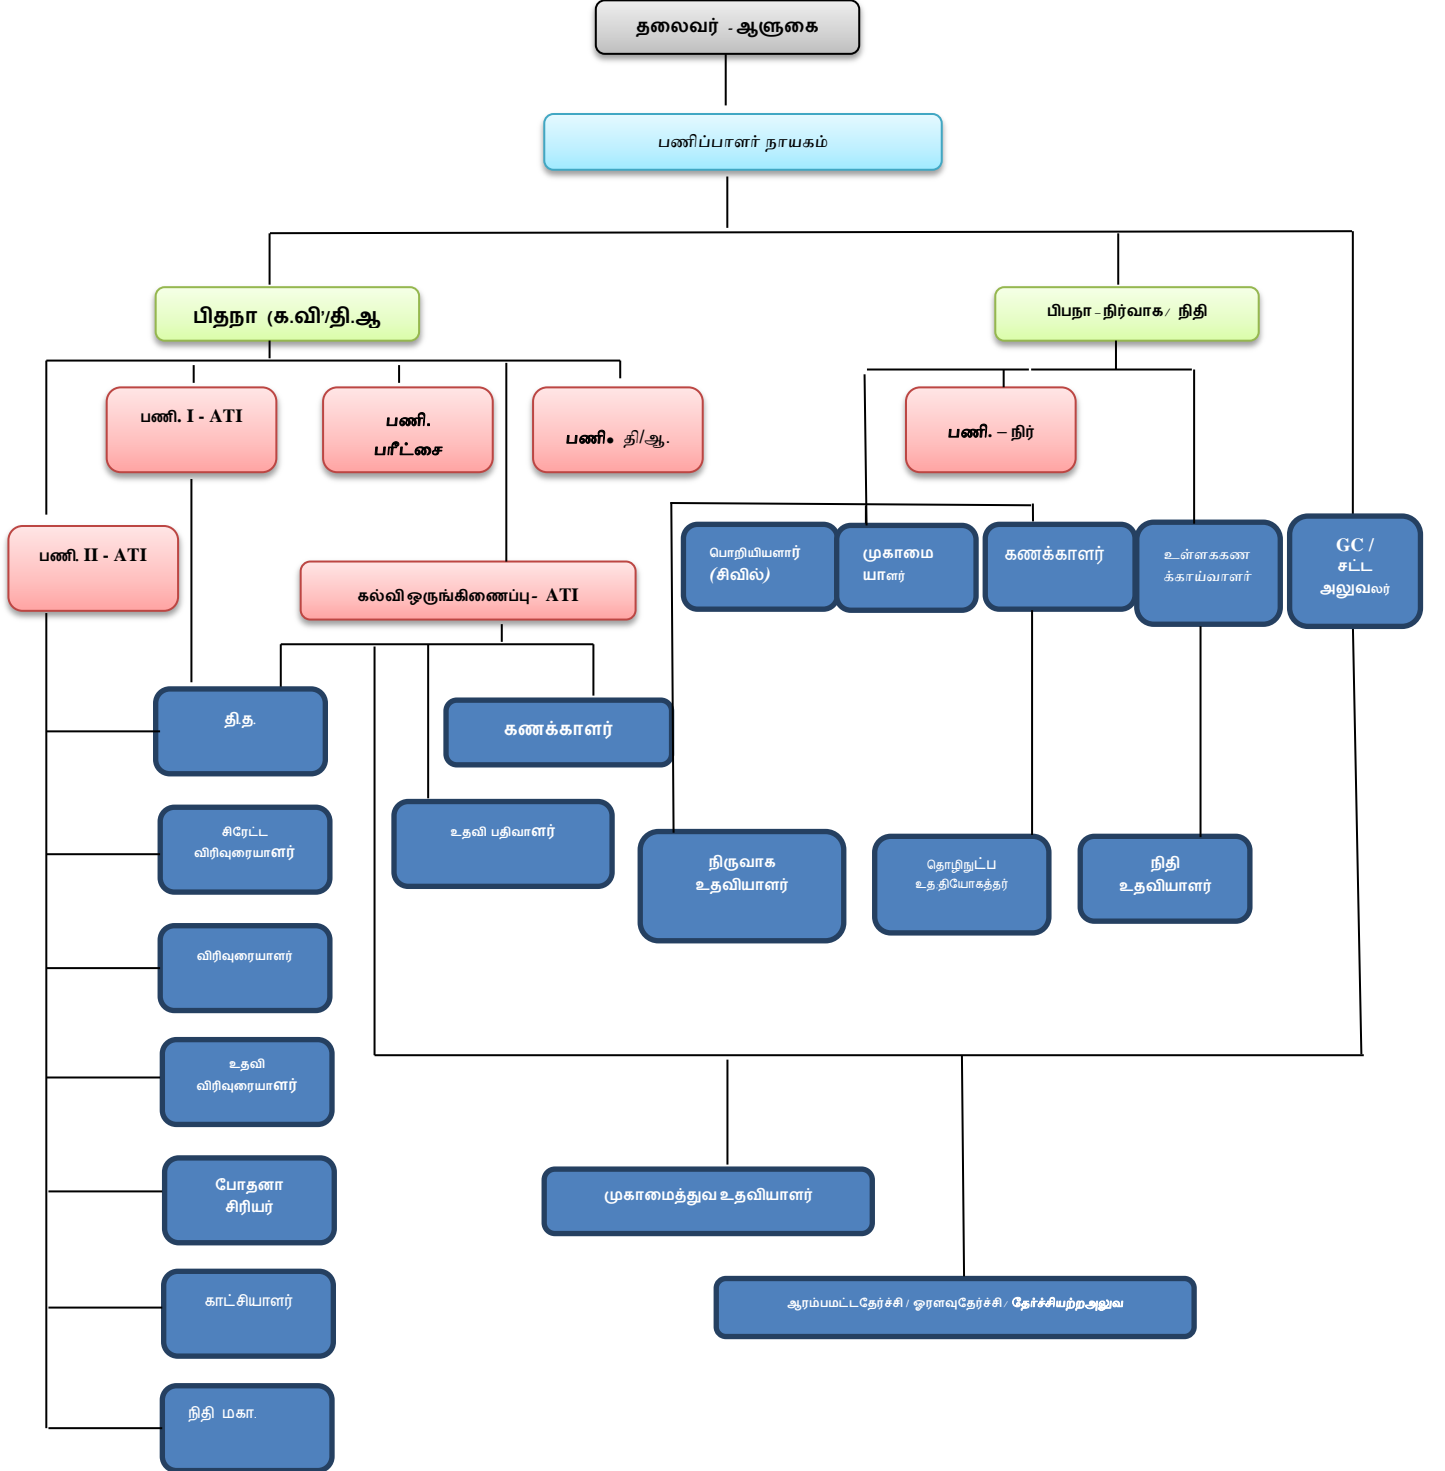 தலைவர் - ஆளுகை
பணிப்பாளர் நாயகம்
பிதநா (க.வி'/தி.ஆ
பிபநா – நிர்வாக / நிதி
பணி. I - ATI
பணி.
பரீட்சை
பணி. தி/ஆ.
பணி. – நிர்
பணி. II - ATI
கல்வி ஒருங்கிணைப்பு - ATI
பொறியியளார்
(சிவில்)
முகாமை
யாளர்
கணக்காளர்
உள்ளககண
க்காய்வாளர்
GC /
சட்ட
அலுவலர்
தி.த.
கணக்காளர்
சிரேட்ட
விரிவுரையாளர்
உதவி பதிவாளர்
நிருவாக
உதவியாளர்
தொழிநுட்ப
உத தியோகத்தர்
நிதி
உதவியாளர்
விரிவுரையாளர்
உதவி
விரிவுரையாளர்
போதனா
சிரியர்
முகாமைத்துவ உதவியாளர்
காட்சியாளர்
ஆரம்பமட்டதேர்ச்சி / ஓரளவுதேர்ச்சி / தேர்ச்சியற்றஅலுவ
நிதி மகா.